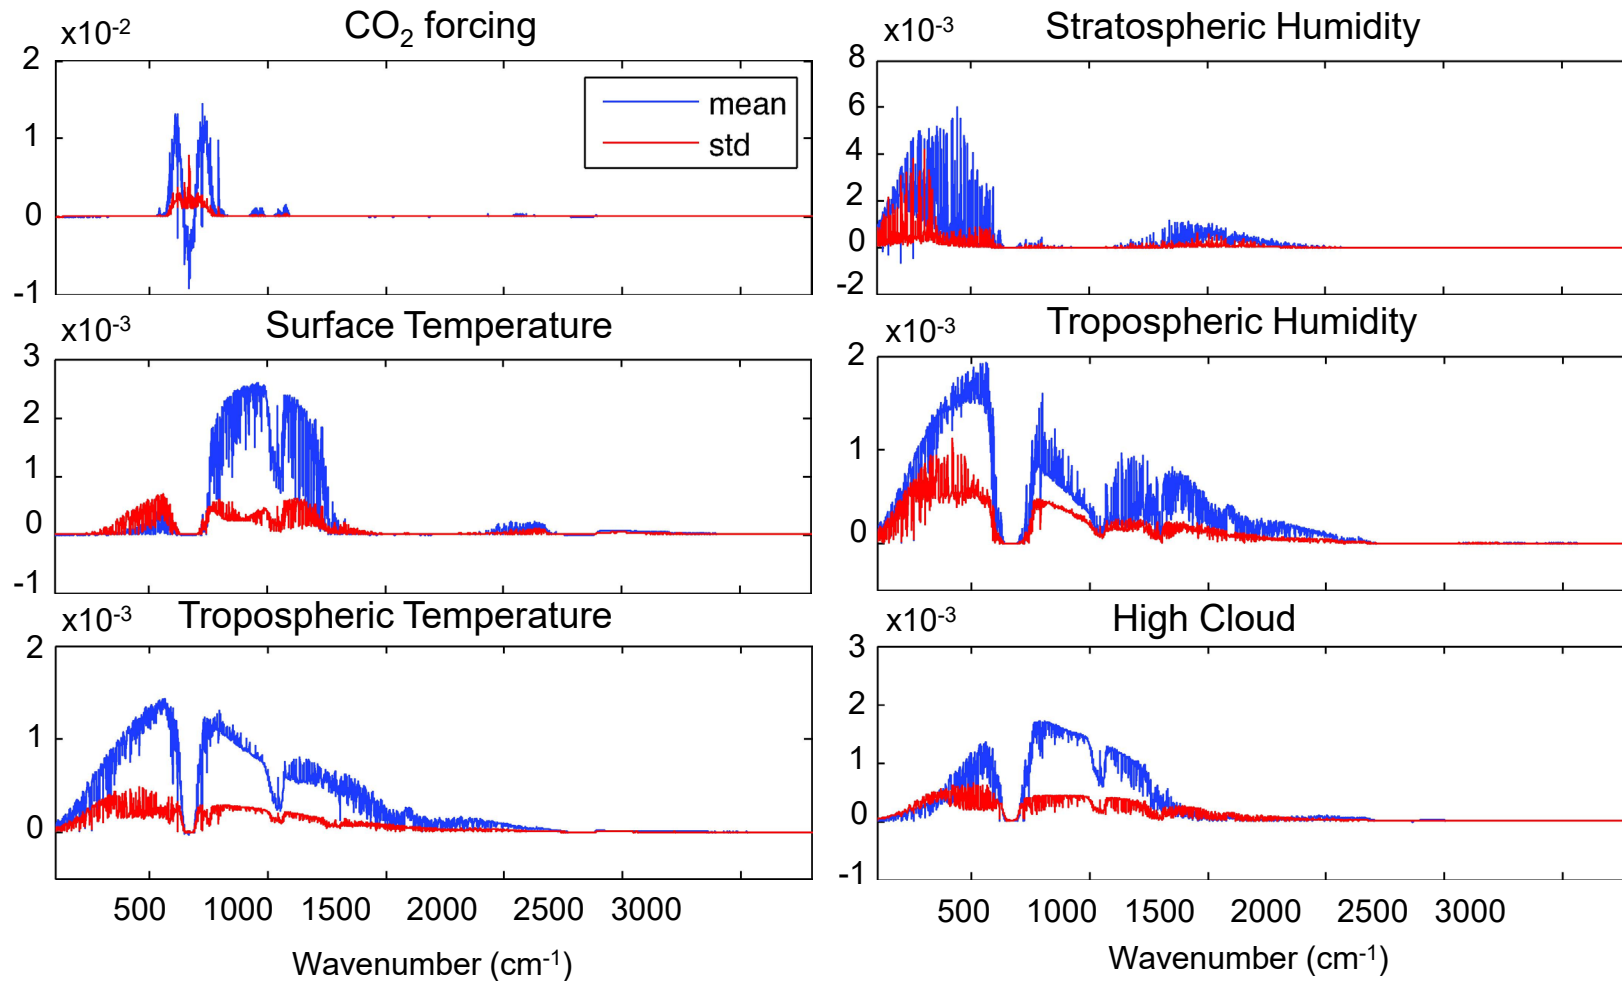 x10-2
CO2 forcing
2
1
0
-1
mean
std
x10-3
Stratospheric Humidity
8
6
4
2
0
-2
x10-3
Surface Temperature
3
2
1
0
-1
x10-3
Tropospheric Humidity
2
1
0
x10-3
Tropospheric Temperature
2
1
0
x10-3
High Cloud
3
2
1
0
-1
500 1000 1500 2000 2500 3000
Wavenumber (cm-1)
500 1000 1500 2000 2500 3000
Wavenumber (cm-1)